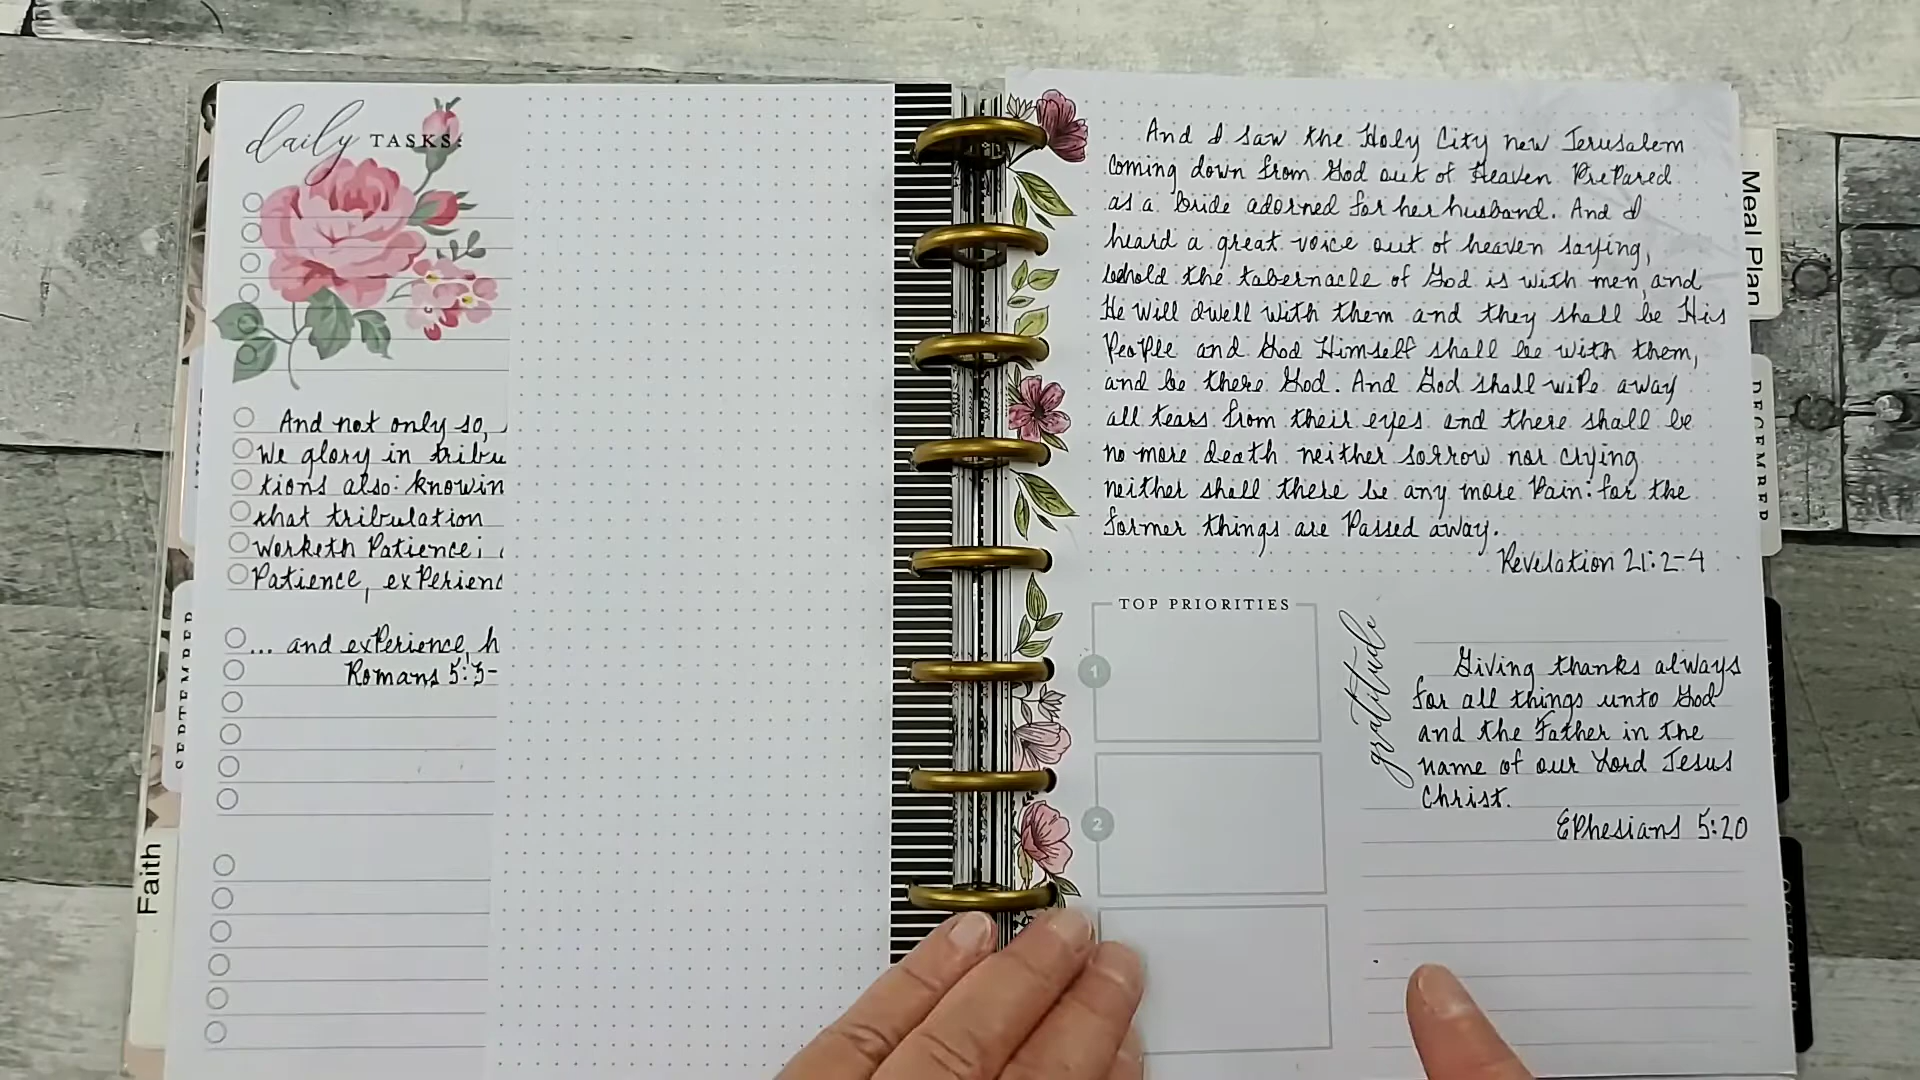 daily TASKS:
And not only so,
We glory in tribu
tions also: knowin
that tribulation
Worketh Patience;
Patience, experienc
... and experience, h
Romans 5:3-
SEPTEMBER
Faith
And I saw the Holy City new Jerusalem
Coming down from God out of Heaven Prepared
as a bride adorned for her husband. And I
heard a great voice out of heaven saying,
behold the tabernacle of God is with men, and
He will dwell with them and they shall be His
People and God Himself shall be with them,
and be there God. And God shall wipe away
all tears from their eyes and there shall be
no more death neither sorrow nor crying
neither shall there be any more Pain: for the
former things are Passed away.
Revelation 21:2-4
TOP PRIORITIES
1
2
gratitude
Giving thanks always
for all things unto God
and the Father in the
name of our Lord Jesus
Christ.
Ephesians 5:20
Meal Plan
DECEMBER